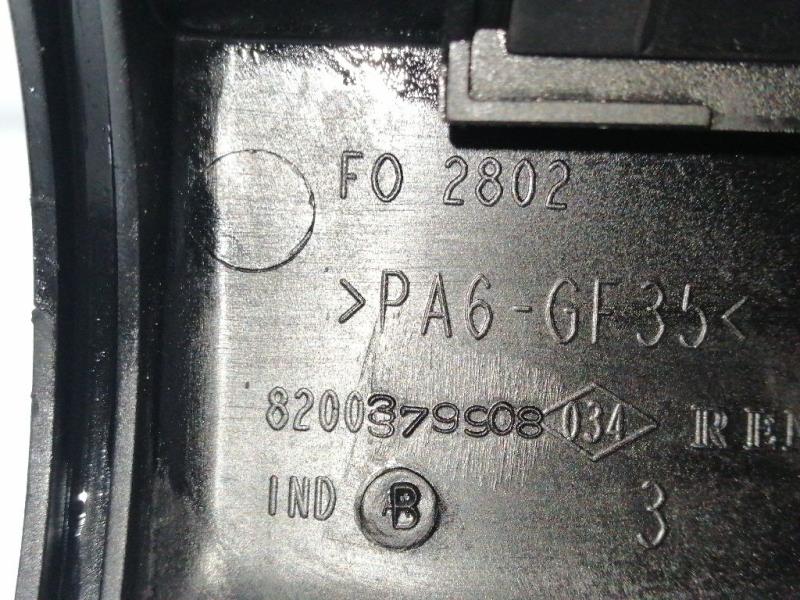 FO 2802
>PA6-GF35<
8200379908 034 REN
IND B 3